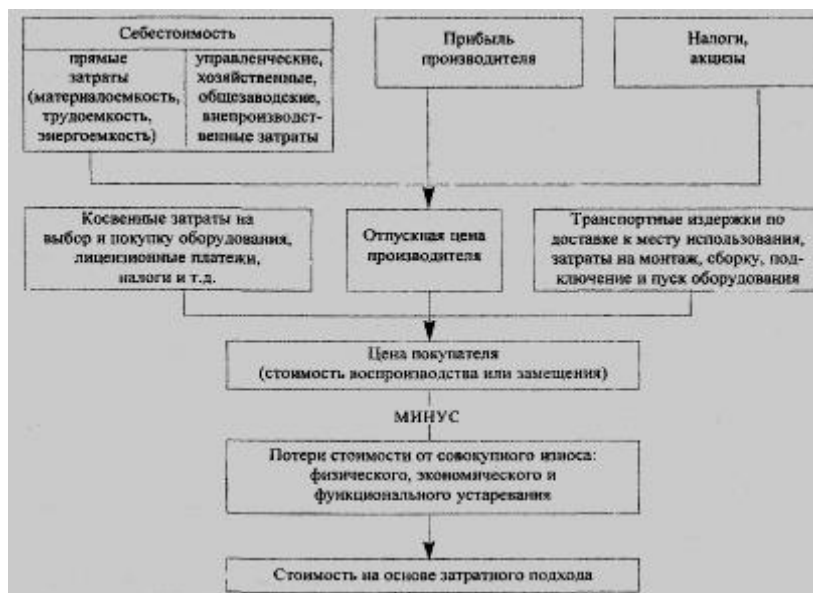 Себестоимость
прямые
затраты
(материалоемкость,
трудоемкость,
энергоемкость)
управленческие,
хозяйственные,
общезаводские,
внепроизводст-
венные затраты
Прибыль
производителя
Налоги,
акцизы
Косвенные затраты на
выбор и покупку оборудования,
лицензионные платежи,
налоги и т.д.
Отпускная цена
производителя
Транспортные издержки по
доставке к месту использования,
затраты на монтаж, сборку, под-
ключение и пуск оборудования
Цена покупателя
(стоимость воспроизводства или замещения)
МИНУС
Потери стоимости от совокупного износа:
физического, экономического и
функционального устаревания
Стоимость на основе затратного подхода